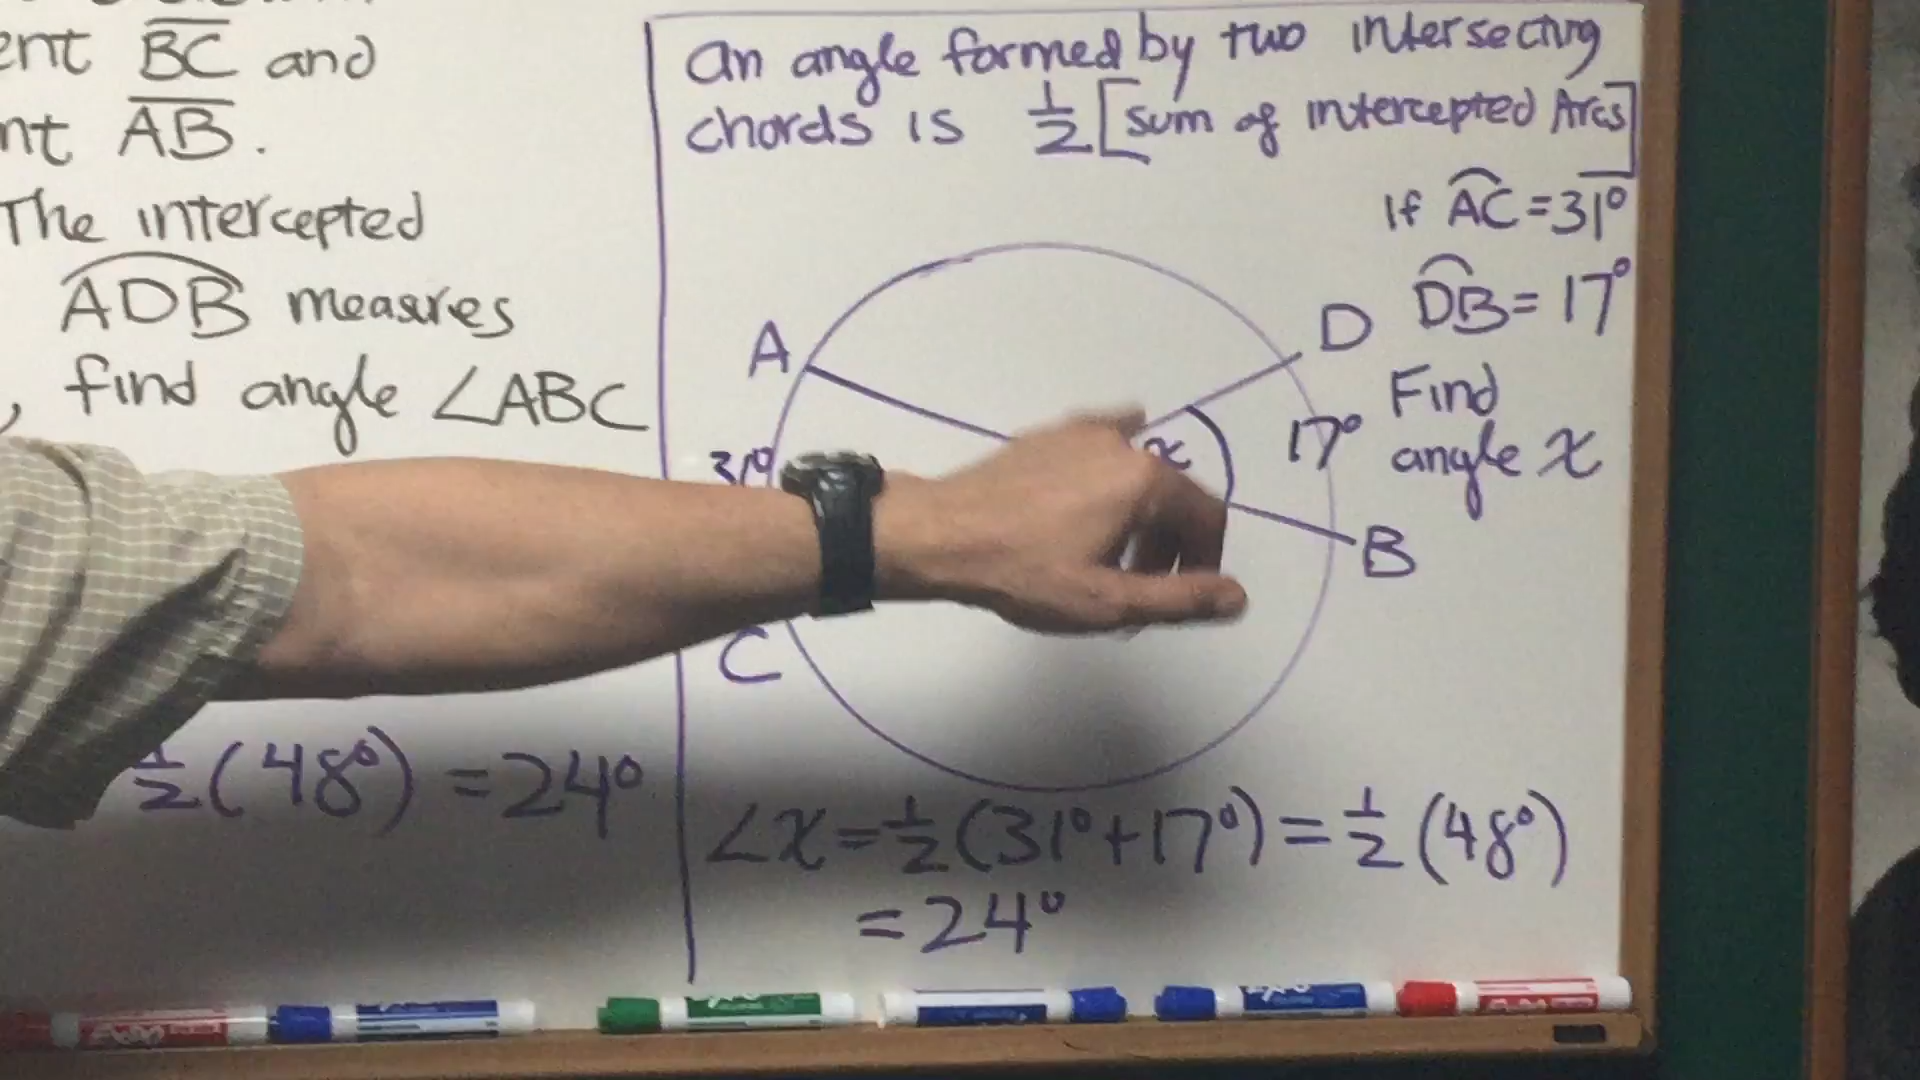 ent BC and
nt AB.
The intercepted
ADB measures
, find angle ∠ABC
1/2 (48°) = 24°
An angle formed by two intersecting
chords is 1/2 [sum of intercepted Arcs]
If AC = 31°
DB = 17°
Find
angle x
A
D
31°
x
17°
B
C
∠x = 1/2 (31° + 17°) = 1/2 (48°)
= 24°